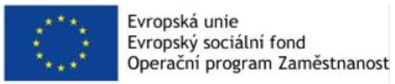 Evropská unie
Evropský sociální fond
Operační program Zaměstnanost